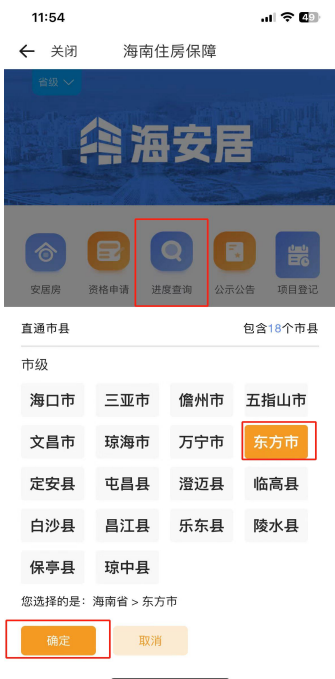 11:54 49
← 关闭 海南住房保障
省级
海安居
安居房 资格申请 进度查询 公示公告 项目登记
直通市县 包含18个市县
市级
海口市 三亚市 儋州市 五指山市
文昌市 琼海市 万宁市 东方市
定安县 屯昌县 澄迈县 临高县
白沙县 昌江县 乐东县 陵水县
保亭县 琼中县
您选择的是: 海南省 > 东方市
确定 取消